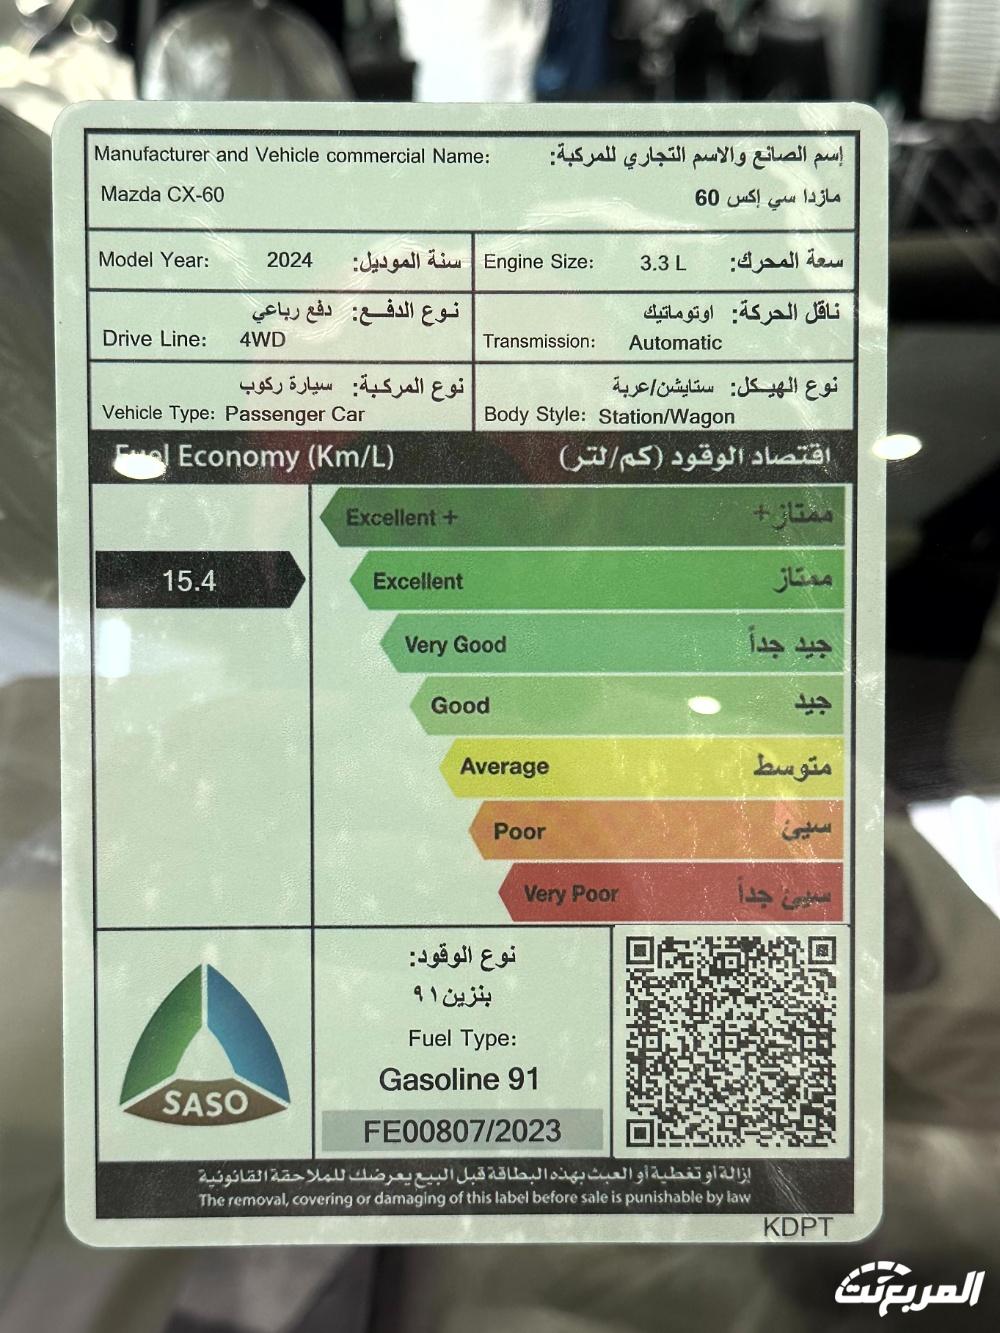 Manufacturer and Vehicle commercial Name: إسم الصانع والاسم التجاري للمركبة:
Mazda CX-60 مازدا سي إكس 60
Model Year: 2024 سنة الموديل: Engine Size: 3.3 L سعة المحرك:
نوع الدفع: دفع رباعي ناقل الحركة: اوتوماتيك
Drive Line: 4WD Transmission: Automatic
نوع المركبة: سيارة ركوب نوع الهيكل: ستايشن/عربة
Vehicle Type: Passenger Car Body Style: Station/Wagon
Fuel Economy (Km/L) اقتصاد الوقود (كم/لتر)
Excellent + ممتاز+
15.4 Excellent ممتاز
Very Good جيد جداً
Good جيد
Average متوسط
Poor سيئ
Very Poor سيئ جداً
نوع الوقود:
بنزين ٩١
Fuel Type:
Gasoline 91
SASO
FE00807/2023
إزالة أو تغطية أو العبث بهذه البطاقة قبل البيع يعرضك للملاحقة القانونية
The removal, covering or damaging of this label before sale is punishable by law
KDPT
المربع نت